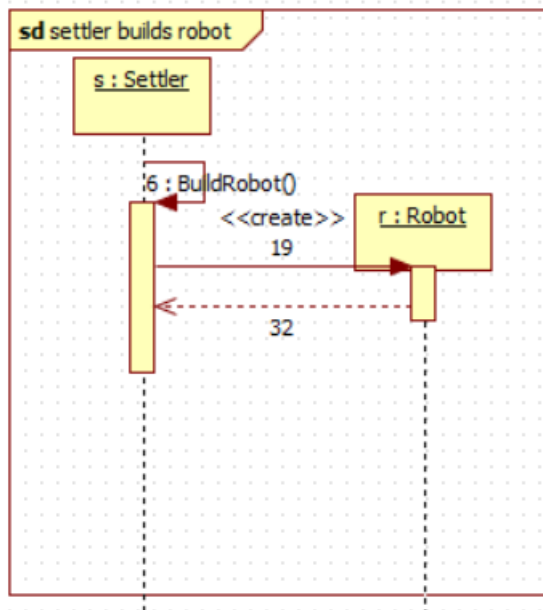 sd settler builds robot
s : Settler
6 : BuildRobot()
<<create>>
r : Robot
19
32